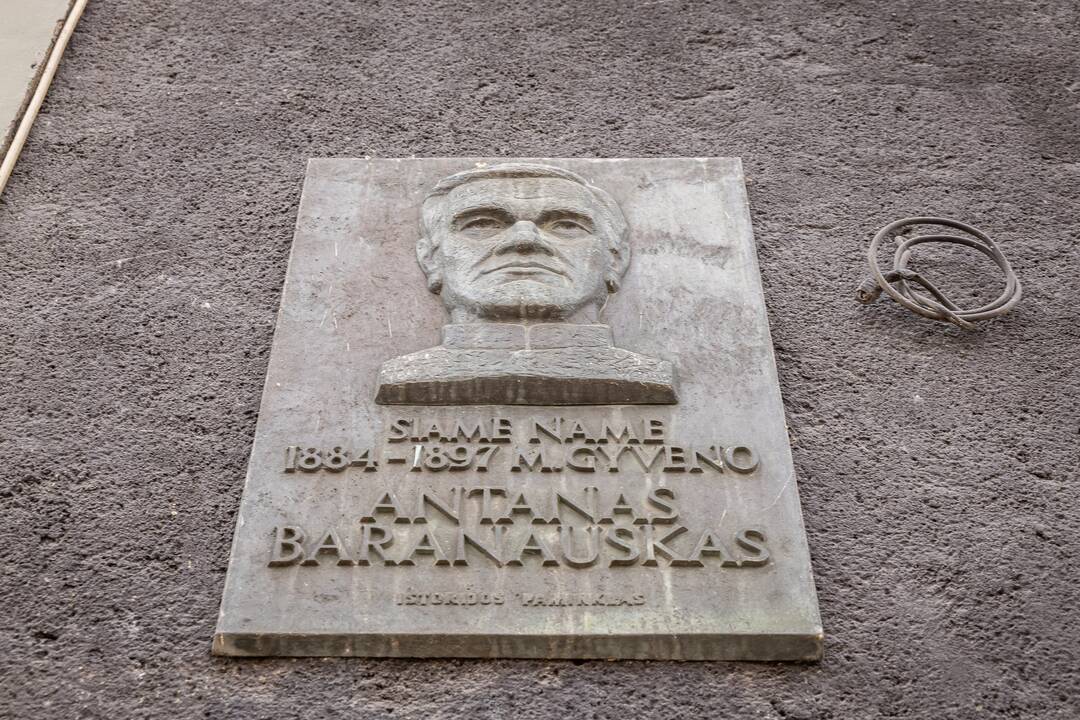 ŠIAME NAME
1884-1897 M. GYVENO
ANTANAS
BARANAUSKAS
ISTORIJOS PAMINKLAS